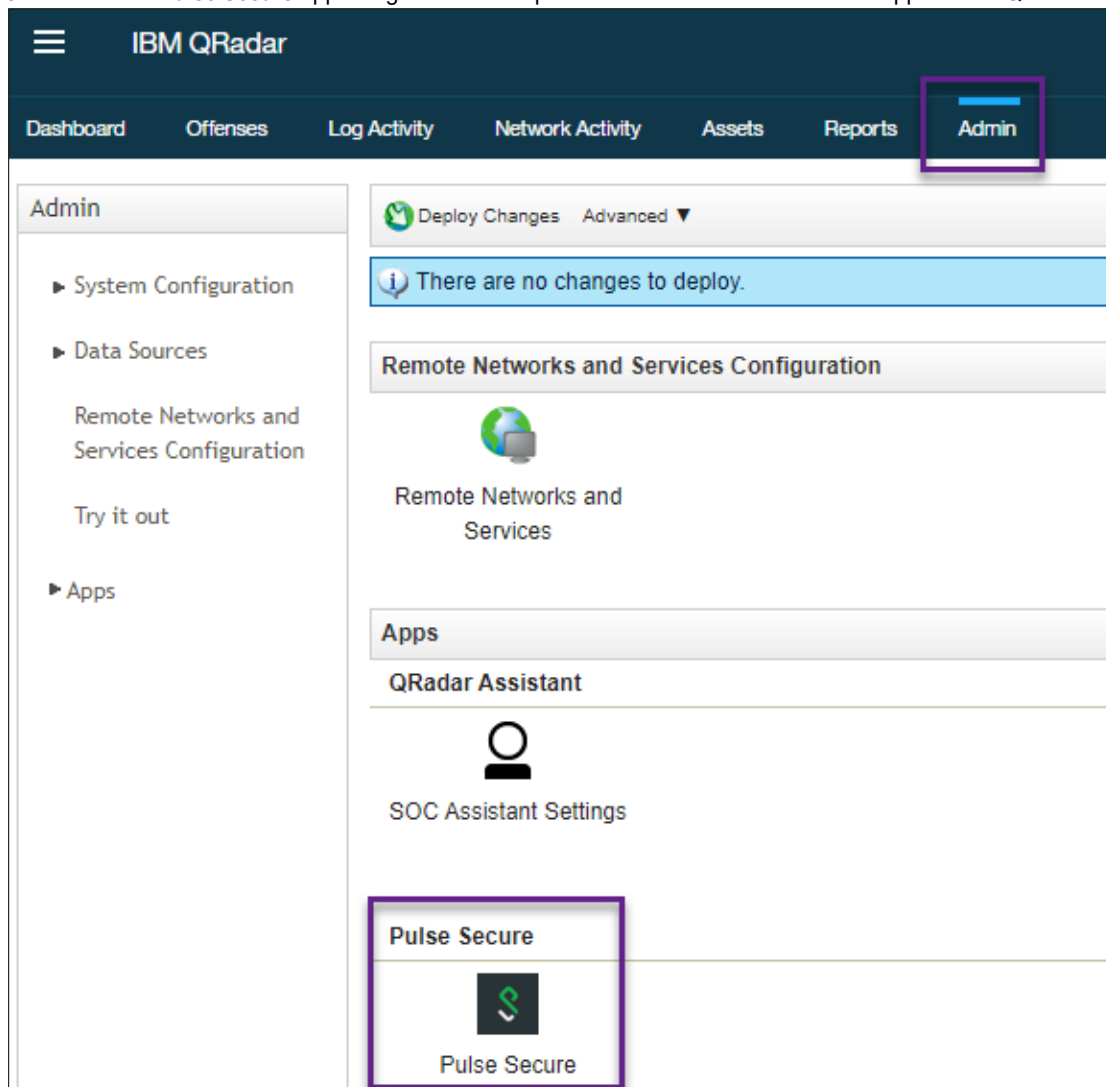 IBM QRadar
Dashboard Offenses Log Activity Network Activity Assets Reports Admin
Admin
System Configuration
Data Sources
Remote Networks and
Services Configuration
Try it out
Apps
Deploy Changes Advanced ▼
There are no changes to deploy.
Remote Networks and Services Configuration
Remote Networks and
Services
Apps
QRadar Assistant
SOC Assistant Settings
Pulse Secure
Pulse Secure